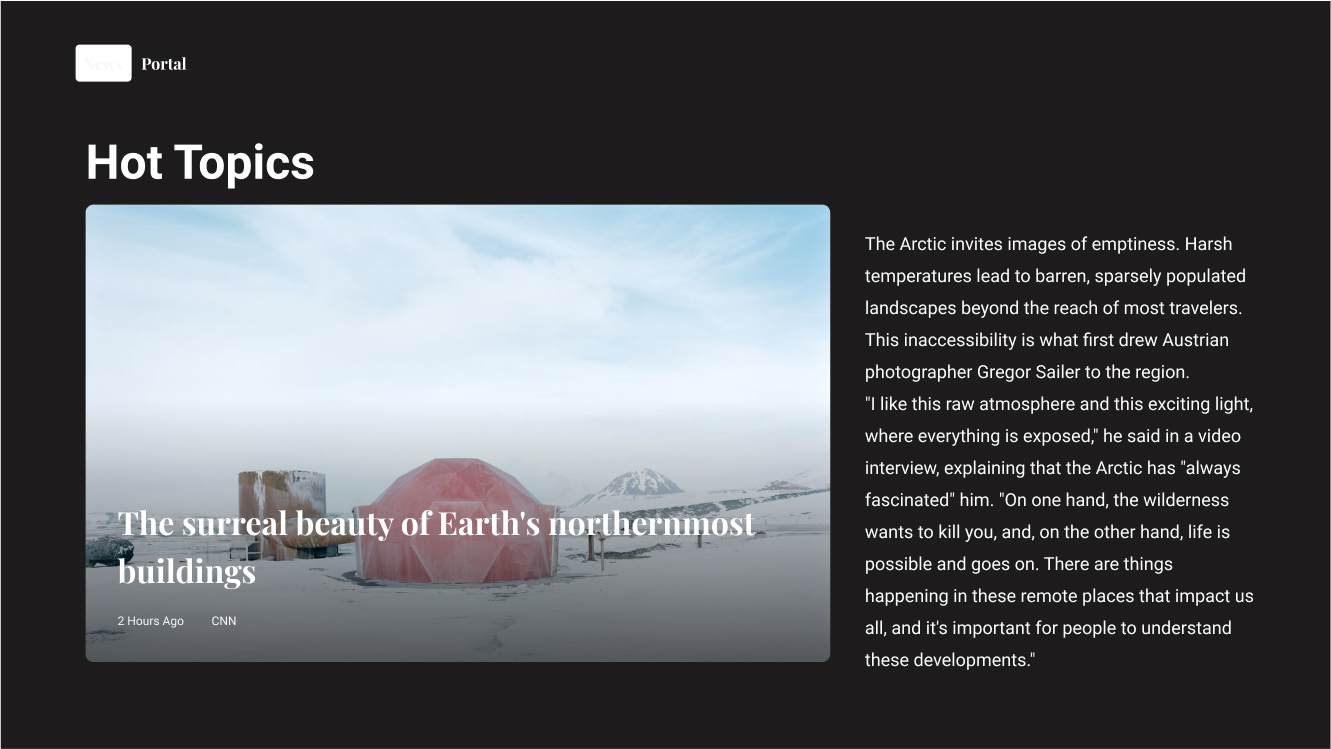 News Portal
Hot Topics
The surreal beauty of Earth's northernmost
buildings
2 Hours Ago CNN
The Arctic invites images of emptiness. Harsh
temperatures lead to barren, sparsely populated
landscapes beyond the reach of most travelers.
This inaccessibility is what first drew Austrian
photographer Gregor Sailer to the region.
"I like this raw atmosphere and this exciting light,
where everything is exposed," he said in a video
interview, explaining that the Arctic has "always
fascinated" him. "On one hand, the wilderness
wants to kill you, and, on the other hand, life is
possible and goes on. There are things
happening in these remote places that impact us
all, and it's important for people to understand
these developments."